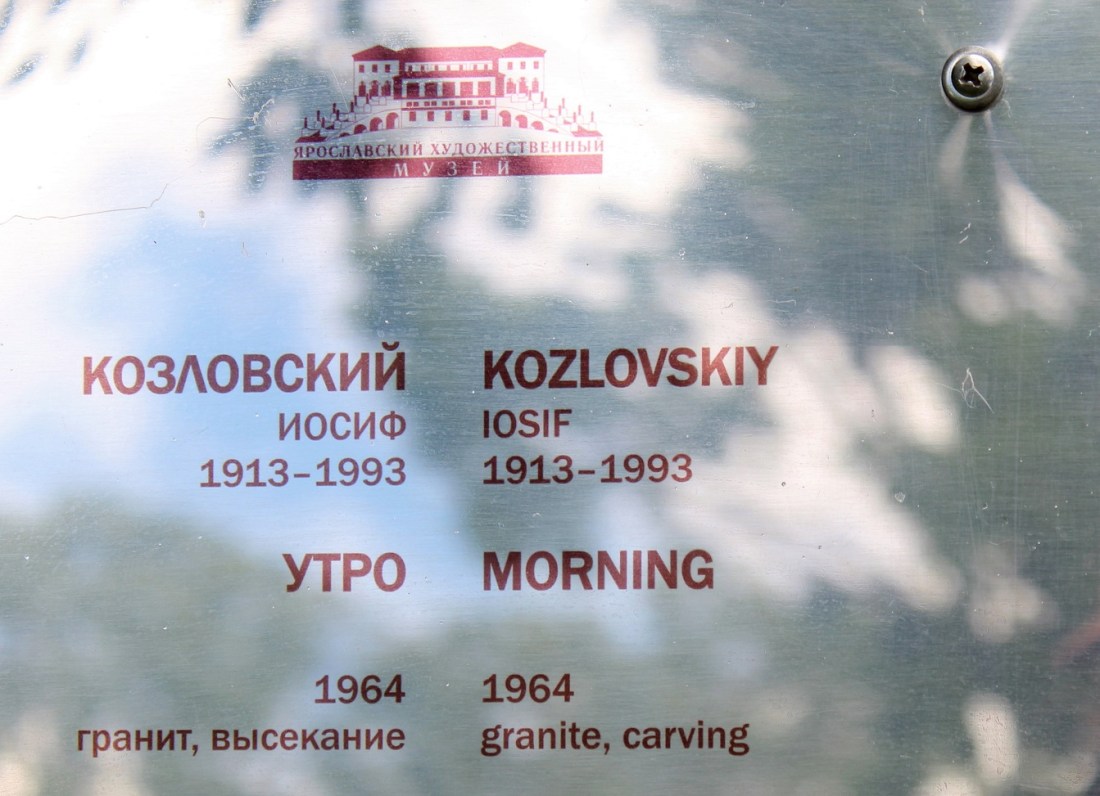 ЯРОСЛАВСКИЙ ХУДОЖЕСТВЕННЫЙ
МУЗЕЙ
КОЗЛОВСКИЙ
ИОСИФ
1913–1993
УТРО
1964
гранит, высекание
KOZLOVSKIY
IOSIF
1913–1993
MORNING
1964
granite, carving